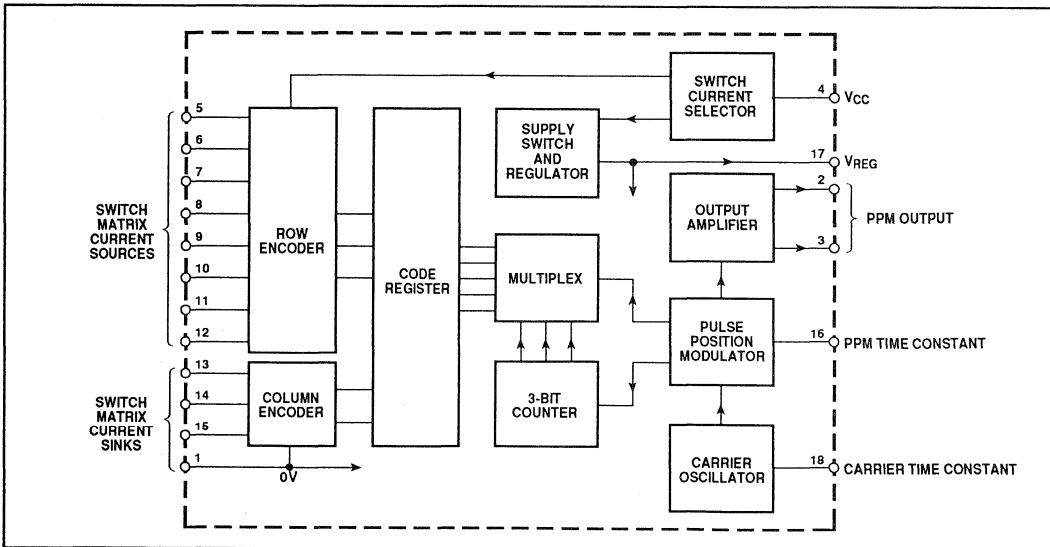 SWITCH
MATRIX
CURRENT
SOURCES
5
6
7
8
9
10
11
12
SWITCH
MATRIX
CURRENT
SINKS
13
14
15
1
0V
ROW
ENCODER
COLUMN
ENCODER
CODE
REGISTER
SUPPLY
SWITCH
AND
REGULATOR
SWITCH
CURRENT
SELECTOR
MULTIPLEX
3-BIT
COUNTER
OUTPUT
AMPLIFIER
PULSE
POSITION
MODULATOR
CARRIER
OSCILLATOR
4 VCC
17 VREG
2
3
PPM OUTPUT
16 PPM TIME CONSTANT
18 CARRIER TIME CONSTANT